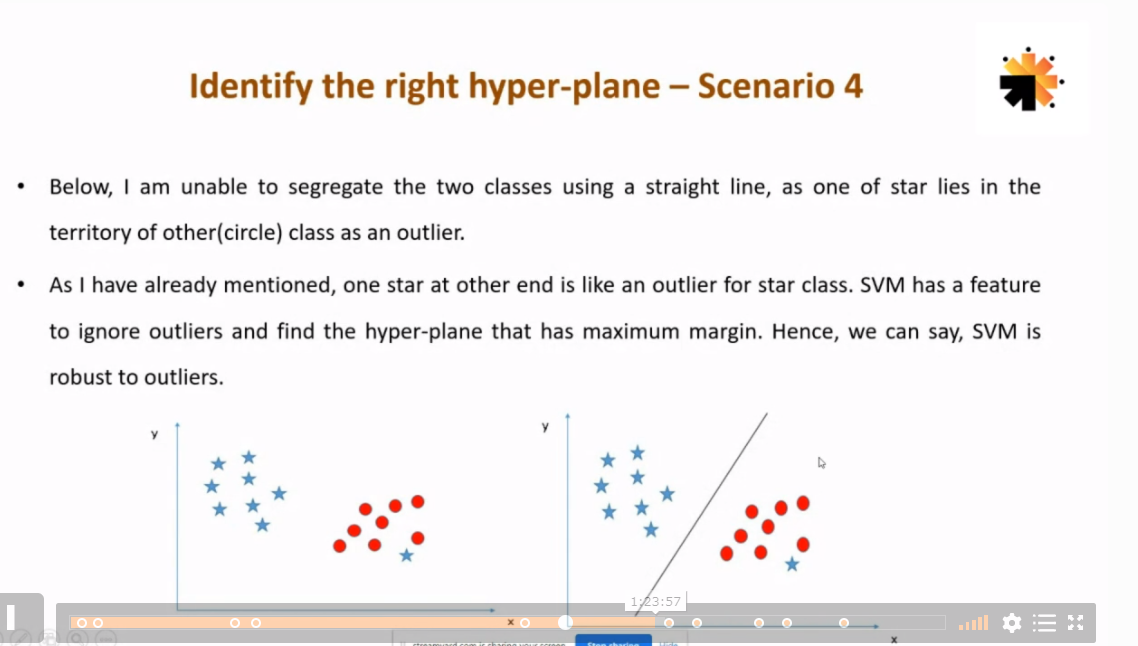 Identify the right hyper-plane – Scenario 4
• Below, I am unable to segregate the two classes using a straight line, as one of star lies in the
territory of other(circle) class as an outlier.
• As I have already mentioned, one star at other end is like an outlier for star class. SVM has a feature
to ignore outliers and find the hyper-plane that has maximum margin. Hence, we can say, SVM is
robust to outliers.
y
y
1:23:57
x
x
streamyard.com is sharing your screen.
Stop sharing
Hide